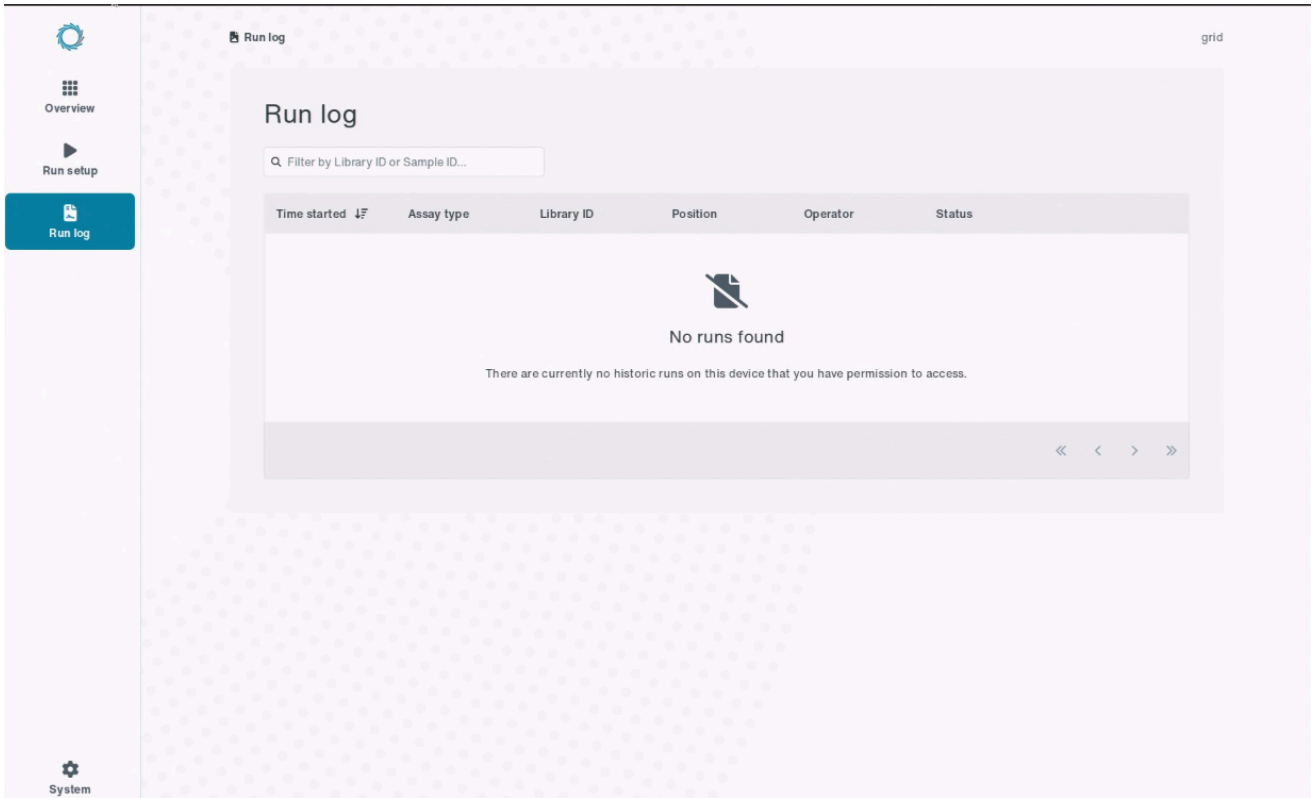 Run log
grid
Overview
Run setup
Run log
System
Run log
Filter by Library ID or Sample ID...
Time started Assay type Library ID Position Operator Status
No runs found
There are currently no historic runs on this device that you have permission to access.